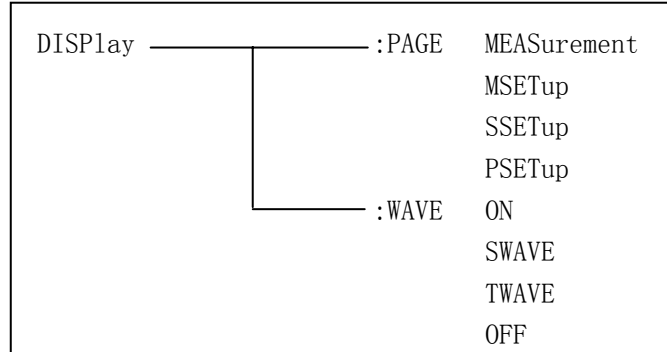 DISPlay :PAGE MEASurement
MSETup
SSETup
PSETup
:WAVE ON
SWAVE
TWAVE
OFF